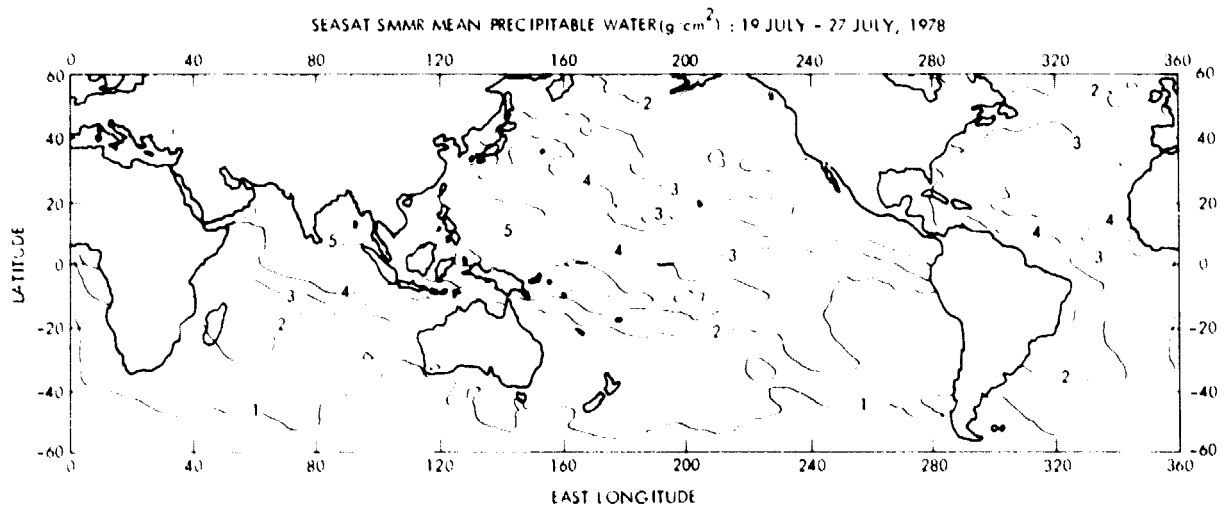 SEASAT SMMR MEAN PRECIPITABLE WATER (g/cm²) : 19 JULY - 27 JULY, 1978
0 40 80 120 160 200 240 280 320 360
60 2 2 60
40 3 40
4 3
20 3 4 20
5 5 4
4 3 3
0 0
3 4
-20 2 2 -20
2
-40 -40
1 1
-60 -60
0 40 80 120 160 200 240 280 320 360
LATITUDE
EAST LONGITUDE